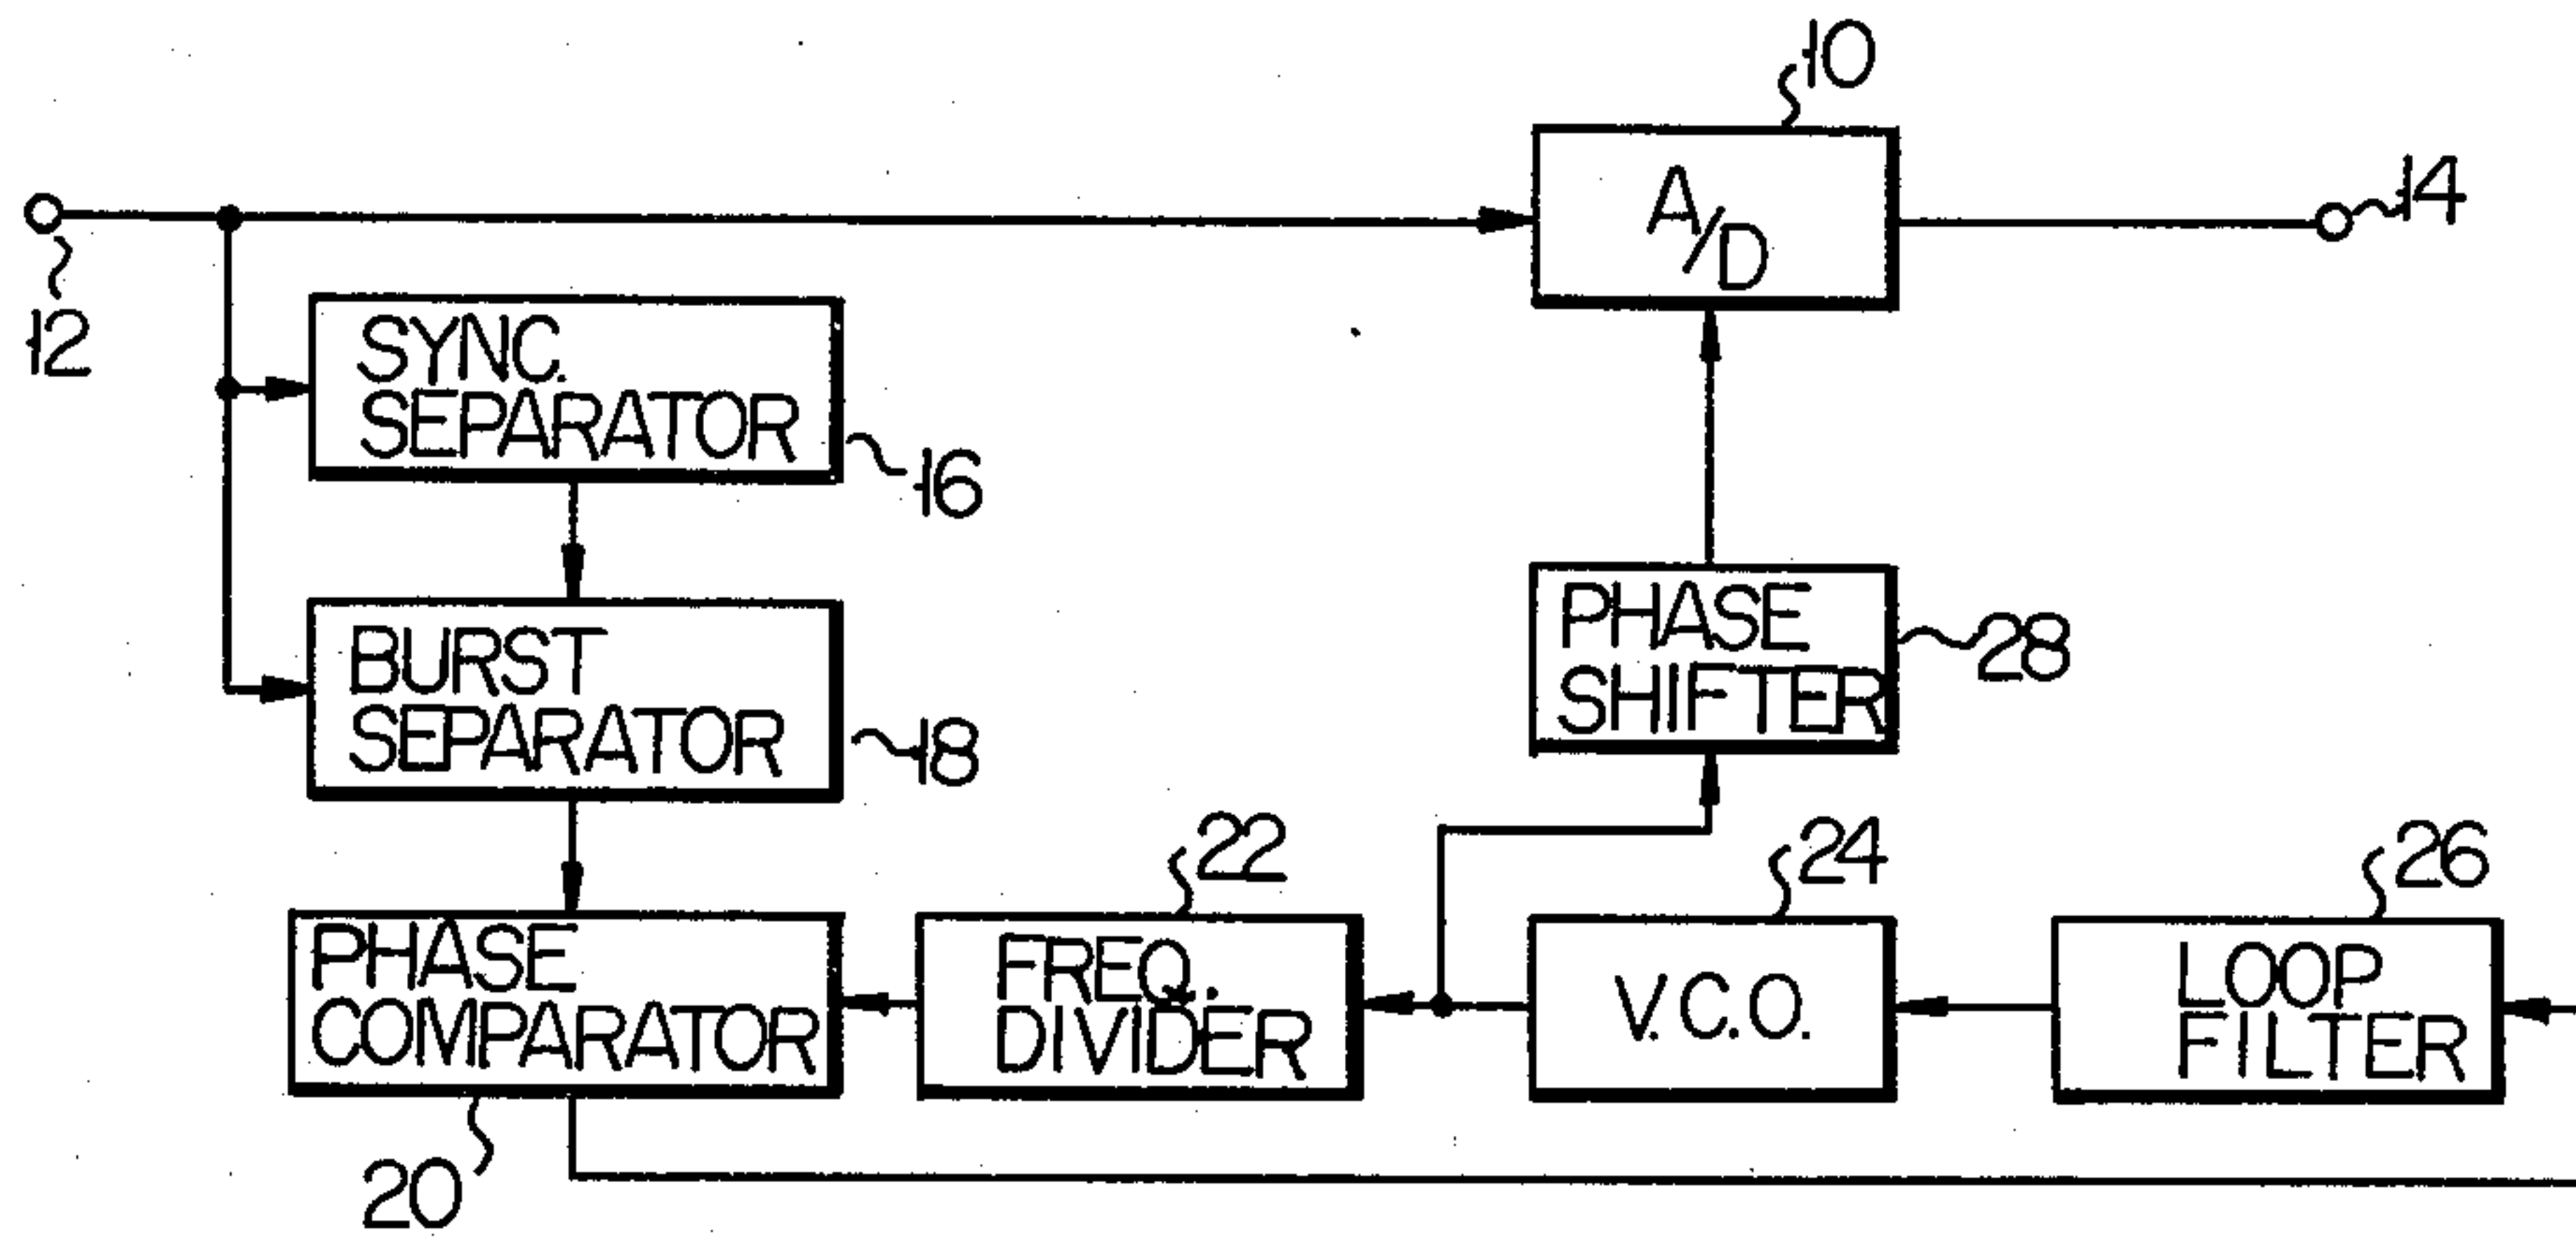 10
A/D
14
12
SYNC.
SEPARATOR
16
PHASE
SHIFTER
28
BURST
SEPARATOR
18
22
24
26
PHASE
COMPARATOR
FREQ.
DIVIDER
V.C.O.
LOOP
FILTER
20